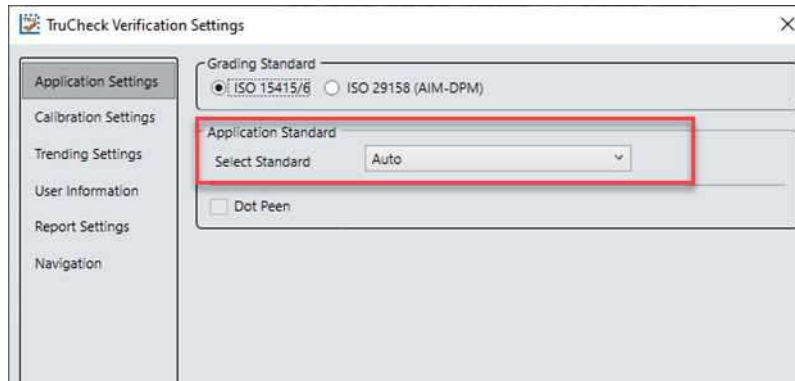 TruCheck Verification Settings
Application Settings
Calibration Settings
Trending Settings
User Information
Report Settings
Navigation
Grading Standard
ISO 15415/6 ISO 29158 (AIM-DPM)
Application Standard
Select Standard Auto
Dot Peen